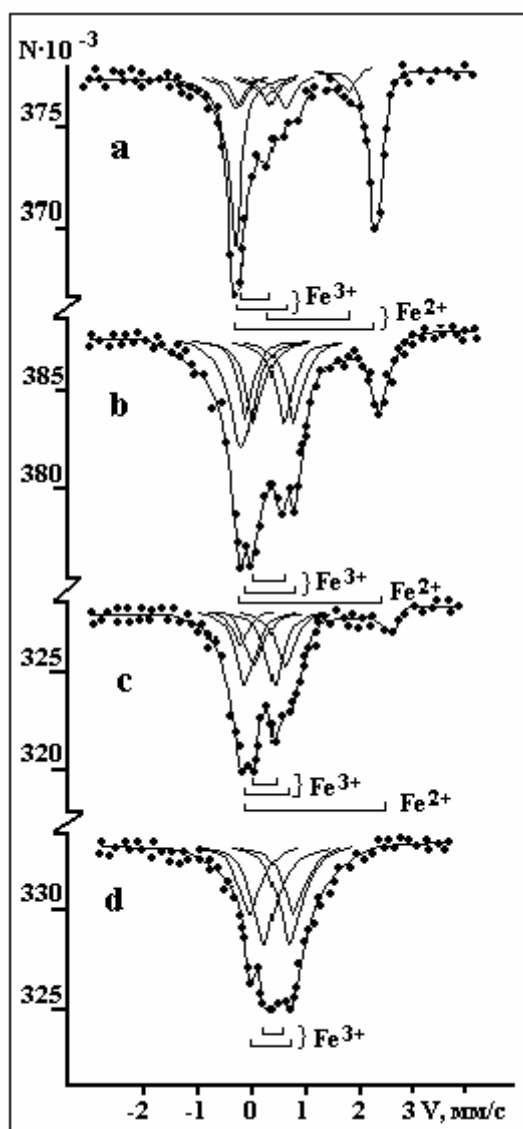 N·10⁻³
375
a
370
} Fe³⁺
} Fe²⁺
b
385
380
} Fe³⁺
Fe²⁺
325
c
320
} Fe³⁺
Fe²⁺
330
d
325
} Fe³⁺
-2 -1 0 1 2 3 V, мм/с